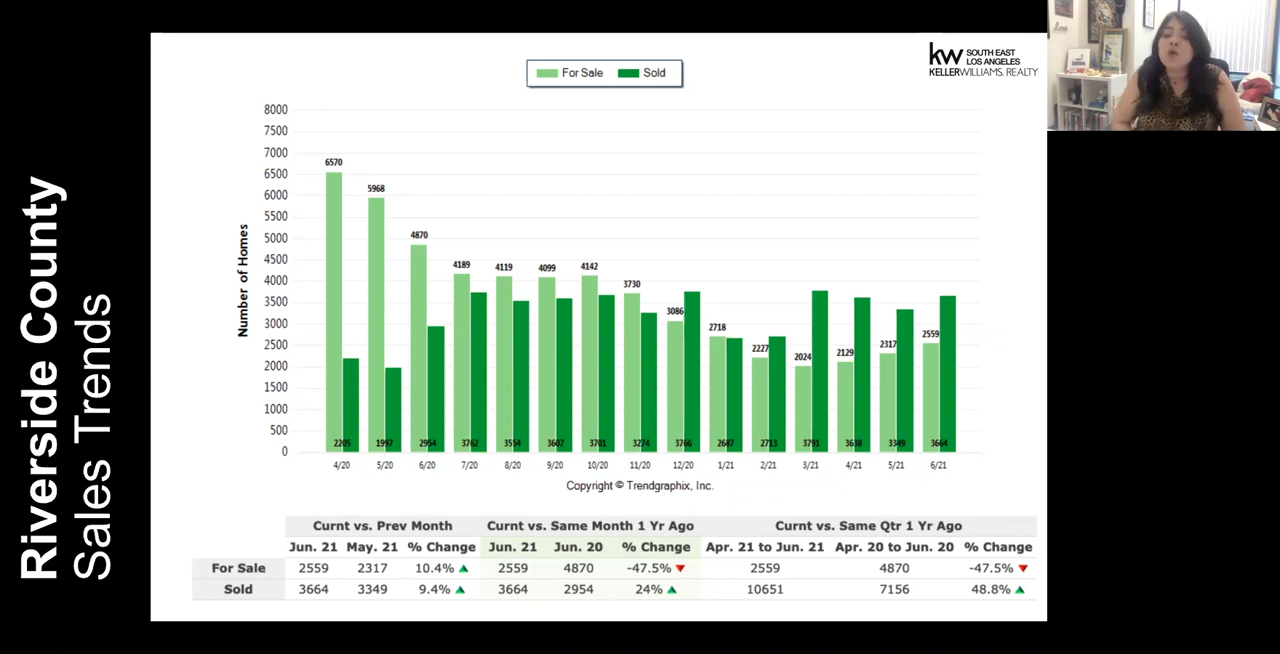 Riverside County
Sales Trends
kw SOUTH EAST
LOS ANGELES
KELLERWILLIAMS. REALTY
For Sale Sold
Number of Homes
8000
7500
7000
6500
6000
5500
5000
4500
4000
3500
3000
2500
2000
1500
1000
500
0
6570 5968 4870 4189 4119 4099 4142 3730 3086 2718 2227 2024 2129 2317 2559
2205 1997 2954 3762 3554 3607 3701 3274 3766 2687 2713 3791 3638 3349 3664
4/20 5/20 6/20 7/20 8/20 9/20 10/20 11/20 12/20 1/21 2/21 3/21 4/21 5/21 6/21
Copyright © Trendgraphix, Inc.
Curnt vs. Prev Month Curnt vs. Same Month 1 Yr Ago Curnt vs. Same Qtr 1 Yr Ago
Jun. 21 May. 21 % Change Jun. 21 Jun. 20 % Change Apr. 21 to Jun. 21 Apr. 20 to Jun. 20 % Change
For Sale 2559 2317 10.4% 2559 4870 -47.5% 2559 4870 -47.5%
Sold 3664 3349 9.4% 3664 2954 24% 10651 7156 48.8%